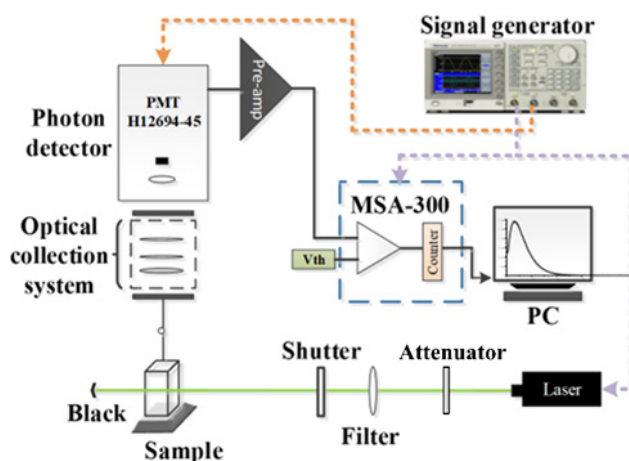 Signal generator
PMT
H12694-45
Pre-amp
Photon
detector
MSA-300
Optical
collection
system
Vth
Counter
PC
Shutter
Attenuator
Laser
Black
Filter
Sample